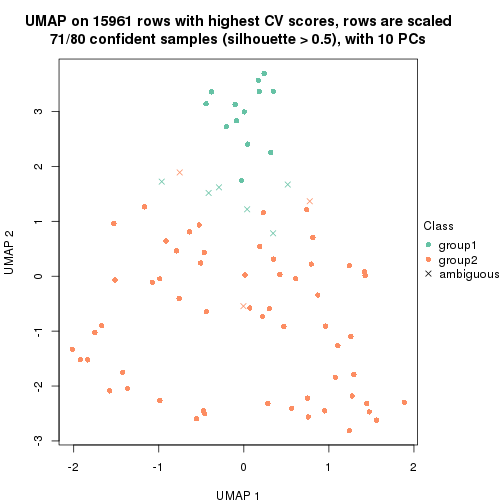 UMAP on 15961 rows with highest CV scores, rows are scaled
71/80 confident samples (silhouette > 0.5), with 10 PCs
3
2
1
0
-1
-2
-3
UMAP 2
-2
-1
0
1
2
UMAP 1
Class
group1
group2
ambiguous